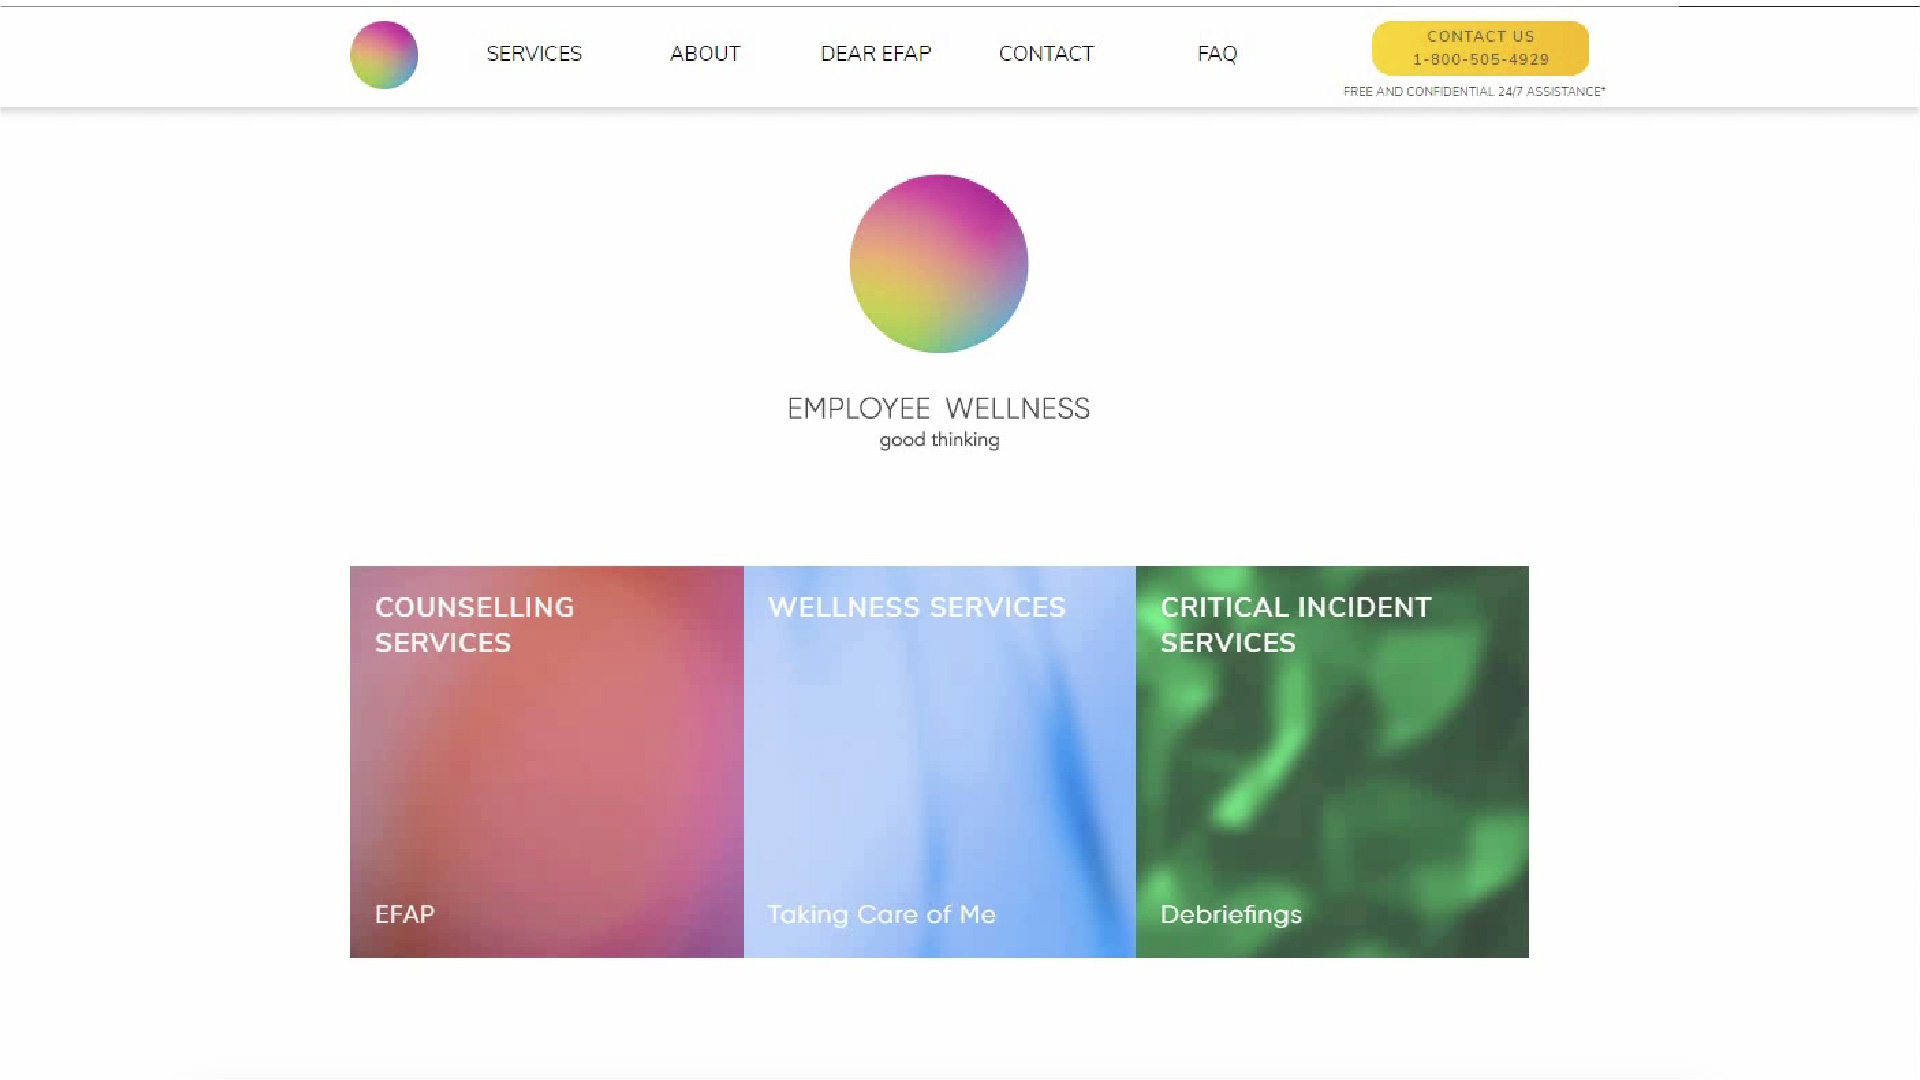 SERVICES ABOUT DEAR EFAP CONTACT FAQ
CONTACT US
1-800-505-4929
FREE AND CONFIDENTIAL 24/7 ASSISTANCE*
EMPLOYEE WELLNESS
good thinking
COUNSELLING
SERVICES
EFAP
WELLNESS SERVICES
Taking Care of Me
CRITICAL INCIDENT
SERVICES
Debriefings